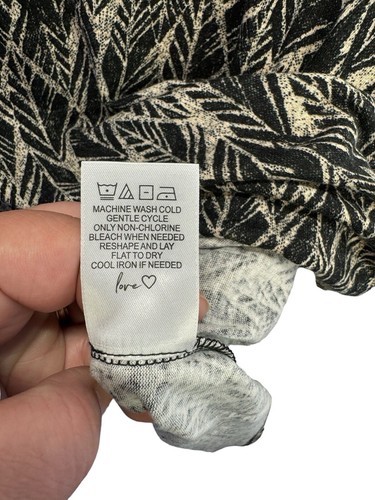 MACHINE WASH COLD
GENTLE CYCLE
ONLY NON-CHLORINE
BLEACH WHEN NEEDED
RESHAPE AND LAY
FLAT TO DRY
COOL IRON IF NEEDED
love♡